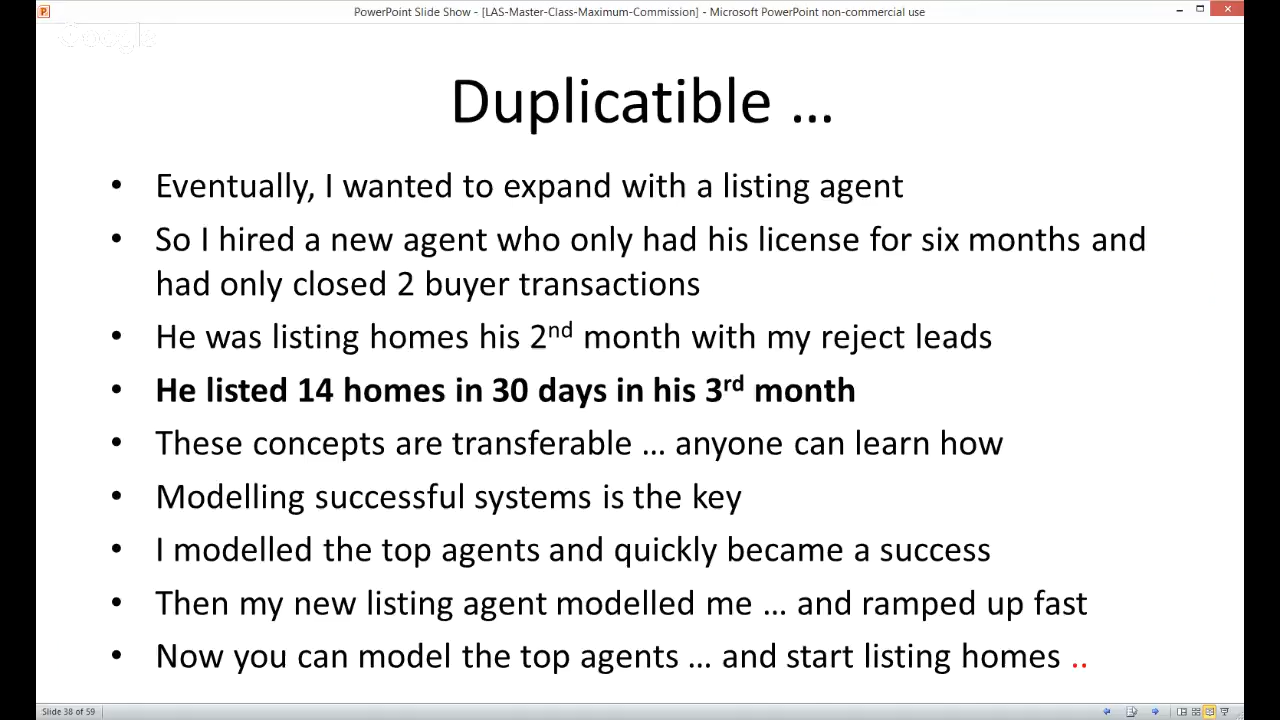 PowerPoint Slide Show - [LAS-Master-Class-Maximum-Commission] - Microsoft PowerPoint non-commercial use
Google
Duplicatible ...
• Eventually, I wanted to expand with a listing agent
• So I hired a new agent who only had his license for six months and
had only closed 2 buyer transactions
• He was listing homes his 2nd month with my reject leads
• He listed 14 homes in 30 days in his 3rd month
• These concepts are transferable ... anyone can learn how
• Modelling successful systems is the key
• I modelled the top agents and quickly became a success
• Then my new listing agent modelled me ... and ramped up fast
• Now you can model the top agents ... and start listing homes ..
Slide 38 of 59